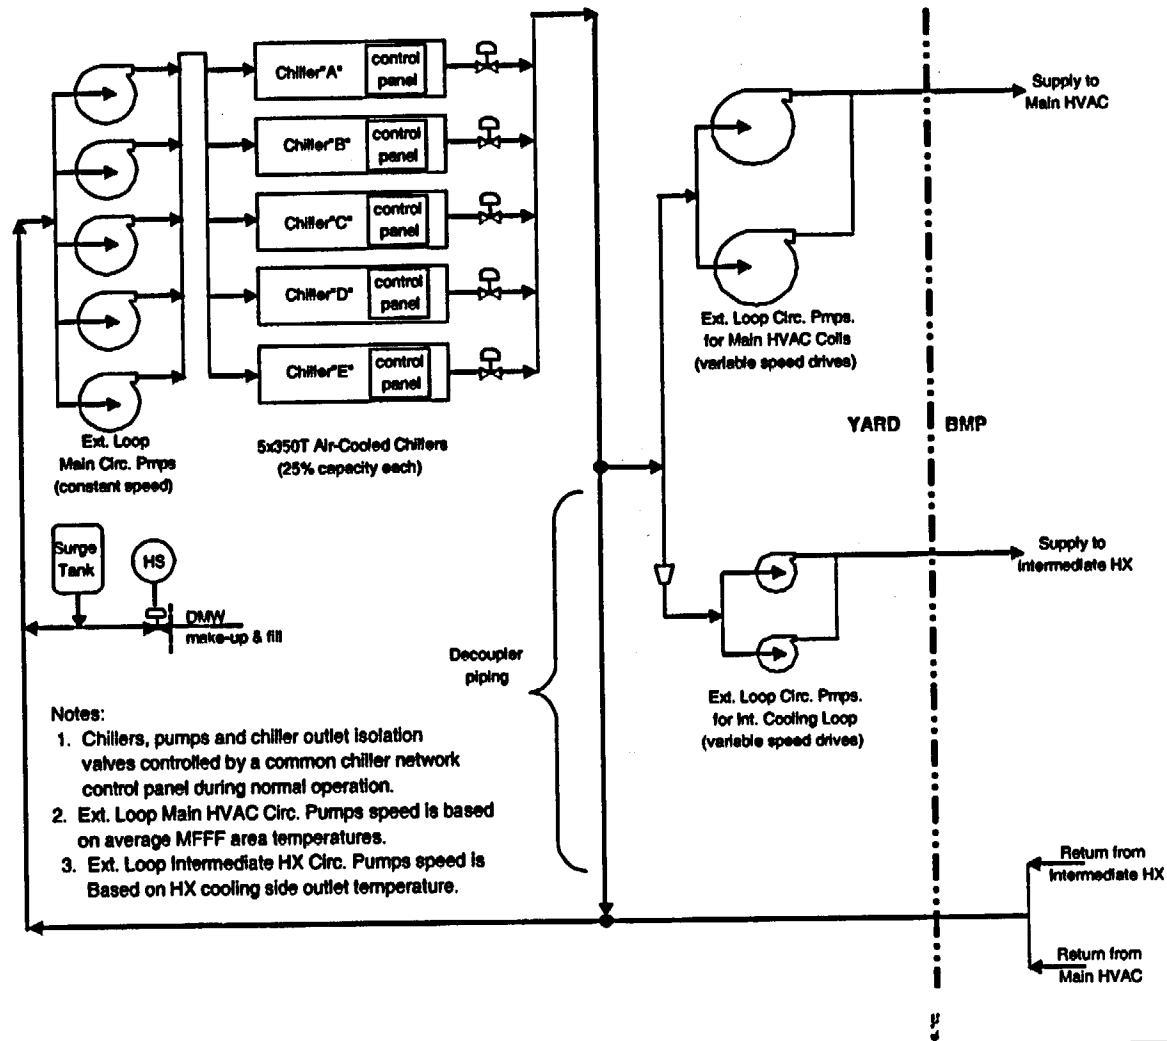 Chiller"A"
control
panel
Chiller"B"
control
panel
Chiller"C"
control
panel
Chiller"D"
control
panel
Chiller"E"
control
panel
Supply to
Main HVAC
Ext. Loop Circ. Pmps.
for Main HVAC Coils
(variable speed drives)
YARD
BMP
Ext. Loop
Main Circ. Pmps
(constant speed)
5x350T Air-Cooled Chillers
(25% capacity each)
Surge
Tank
HS
DMW
make-up & fill
Supply to
Intermediate HX
Decoupler
piping
Ext. Loop Circ. Pmps.
for Int. Cooling Loop
(variable speed drives)
Notes:
1. Chillers, pumps and chiller outlet isolation
valves controlled by a common chiller network
control panel during normal operation.
2. Ext. Loop Main HVAC Circ. Pumps speed is based
on average MFFF area temperatures.
3. Ext. Loop Intermediate HX Circ. Pumps speed is
Based on HX cooling side outlet temperature.
Return from
Intermediate HX
Return from
Main HVAC